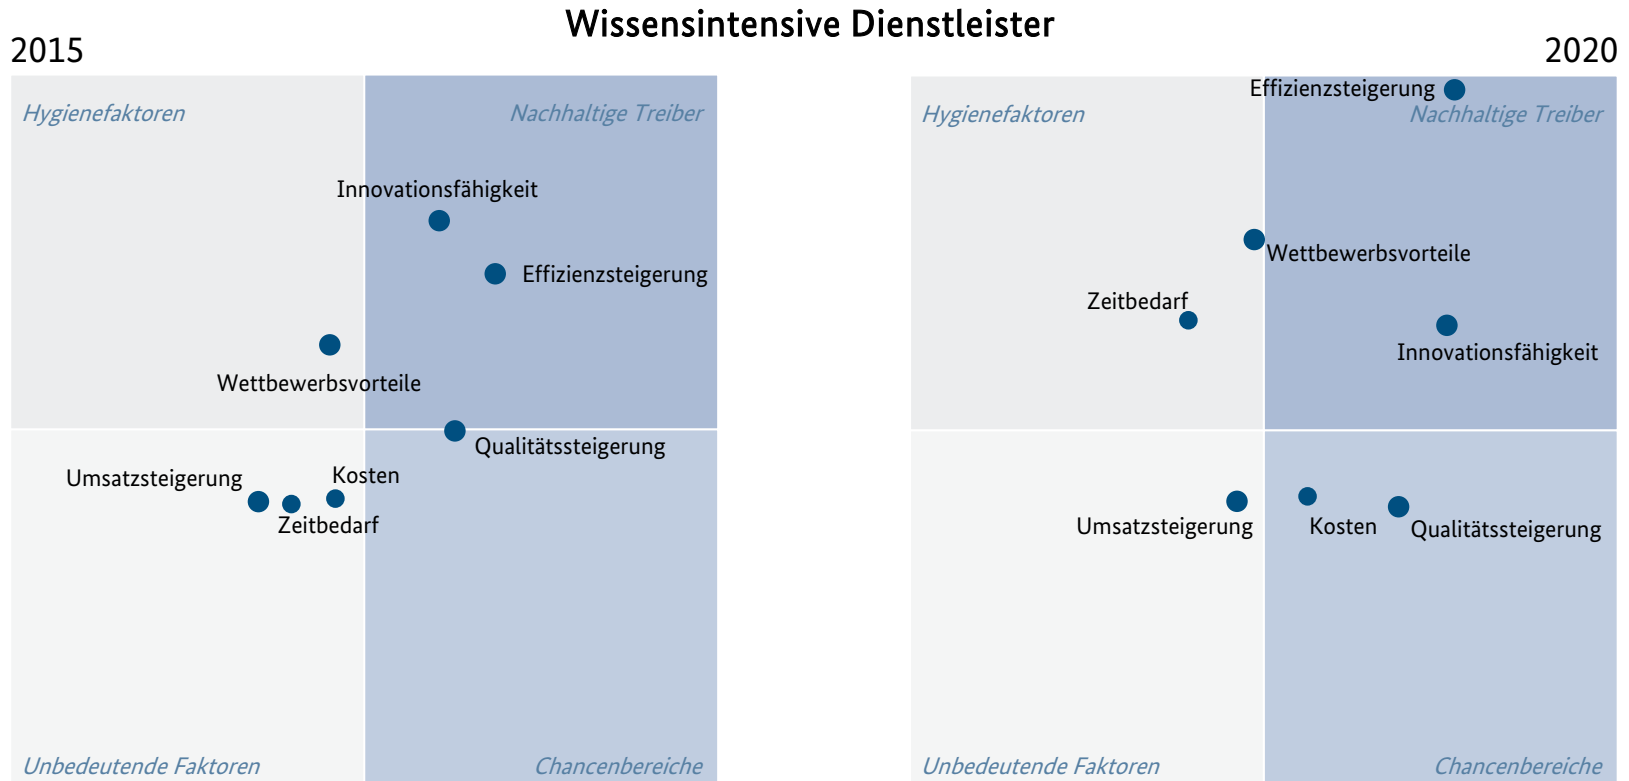 Wissensintensive Dienstleister
2015
Hygienefaktoren
Nachhaltige Treiber
Innovationsfähigkeit
Effizienzsteigerung
Wettbewerbsvorteile
Qualitätssteigerung
Umsatzsteigerung
Kosten
Zeitbedarf
Unbedeutende Faktoren
Chancenbereiche
2020
Effizienzsteigerung
Hygienefaktoren
Nachhaltige Treiber
Wettbewerbsvorteile
Zeitbedarf
Innovationsfähigkeit
Umsatzsteigerung
Kosten
Qualitätssteigerung
Unbedeutende Faktoren
Chancenbereiche